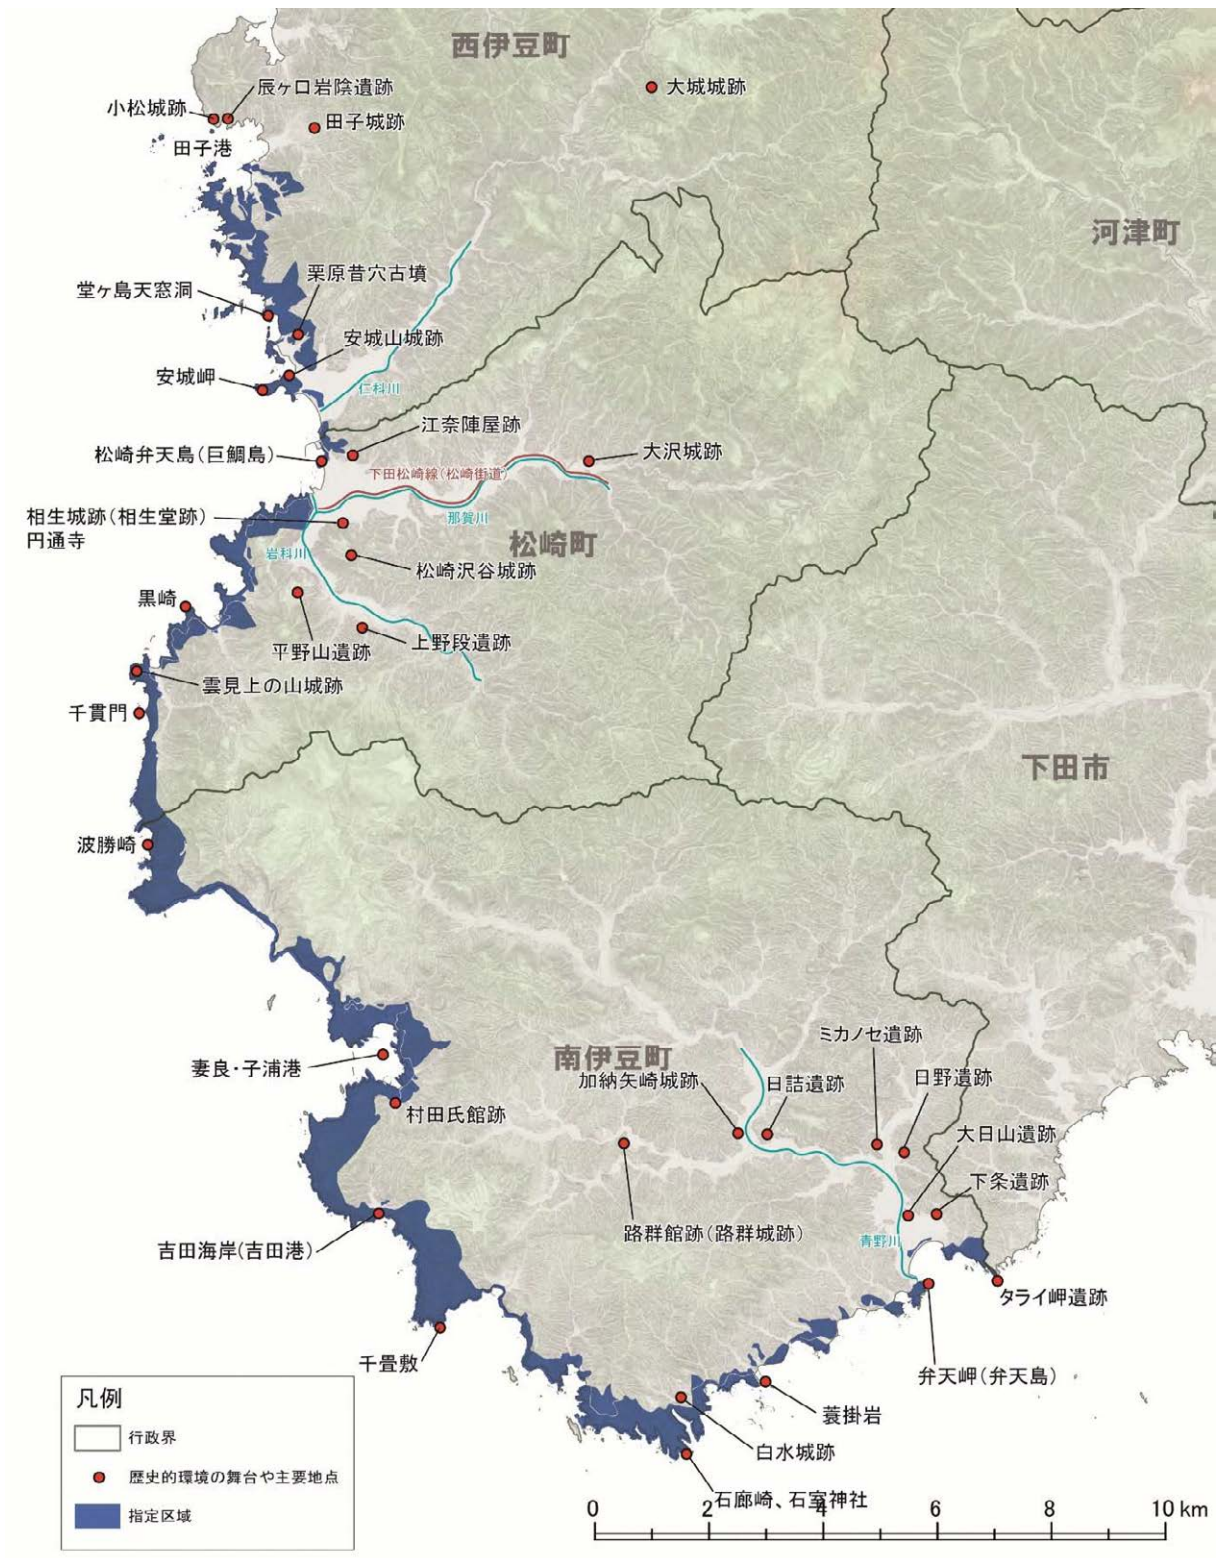 西伊豆町
大城城跡
辰ヶ口岩陰遺跡
小松城跡
田子城跡
田子港
河津町
栗原昔穴古墳
堂ヶ島天窓洞
安城山城跡
安城岬
仁科川
江奈陣屋跡
松崎弁天島(巨鯛島)
大沢城跡
下田松崎線(松崎街道)
相生城跡(相生堂跡)
円通寺
那賀川
松崎町
岩科川
松崎沢谷城跡
黒崎
平野山遺跡
上野段遺跡
雲見上の山城跡
千貫門
下田市
波勝崎
ミカノセ遺跡
南伊豆町
妻良・子浦港
加納矢崎城跡
日詰遺跡
日野遺跡
村田氏館跡
大日山遺跡
下条遺跡
路群館跡(路群城跡)
青野川
吉田海岸(吉田港)
タライ岬遺跡
千畳敷
弁天岬(弁天島)
蓑掛岩
白水城跡
石廊崎、石室神社
凡例
行政界
歴史的環境の舞台や主要地点
指定区域
0 2 4 6 8 10 km